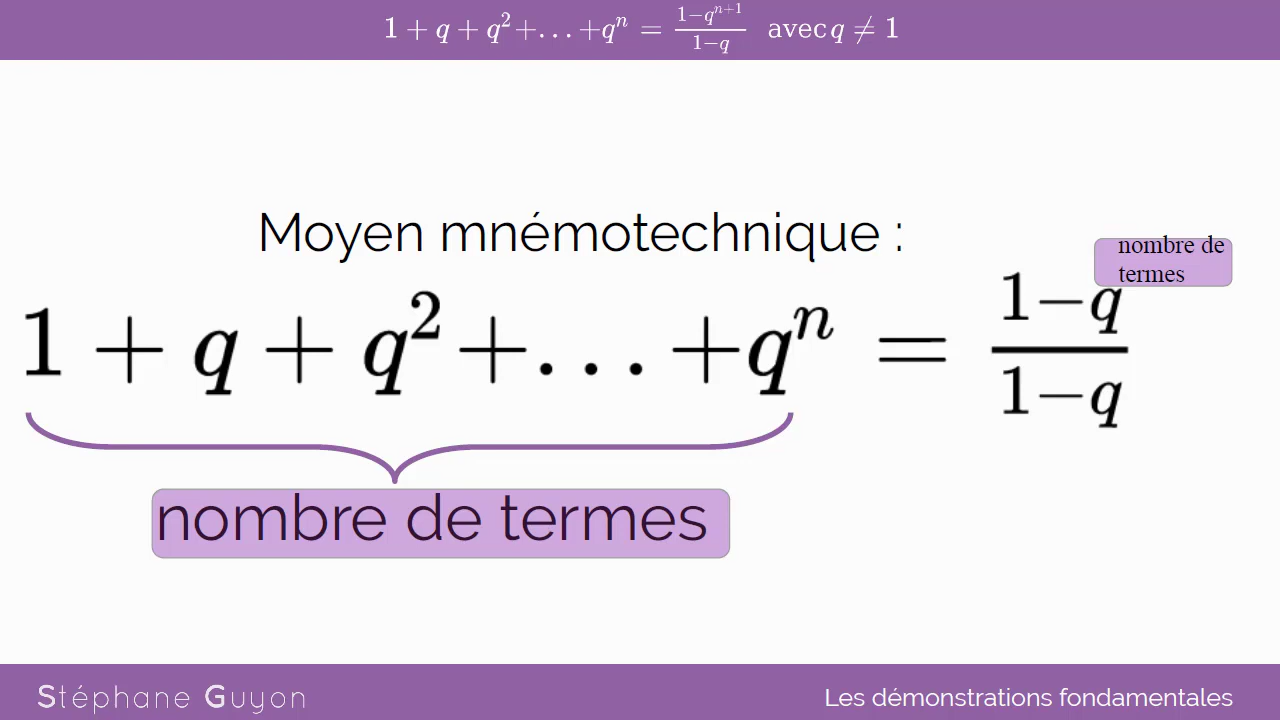 1 + q + q² + … + qⁿ = (1−qⁿ⁺¹)/(1−q) avec q ≠ 1
Moyen mnémotechnique :
nombre de
termes
1 + q + q² + … + qⁿ = (1−q)/(1−q)
nombre de termes
Stéphane Guyon
Les démonstrations fondamentales